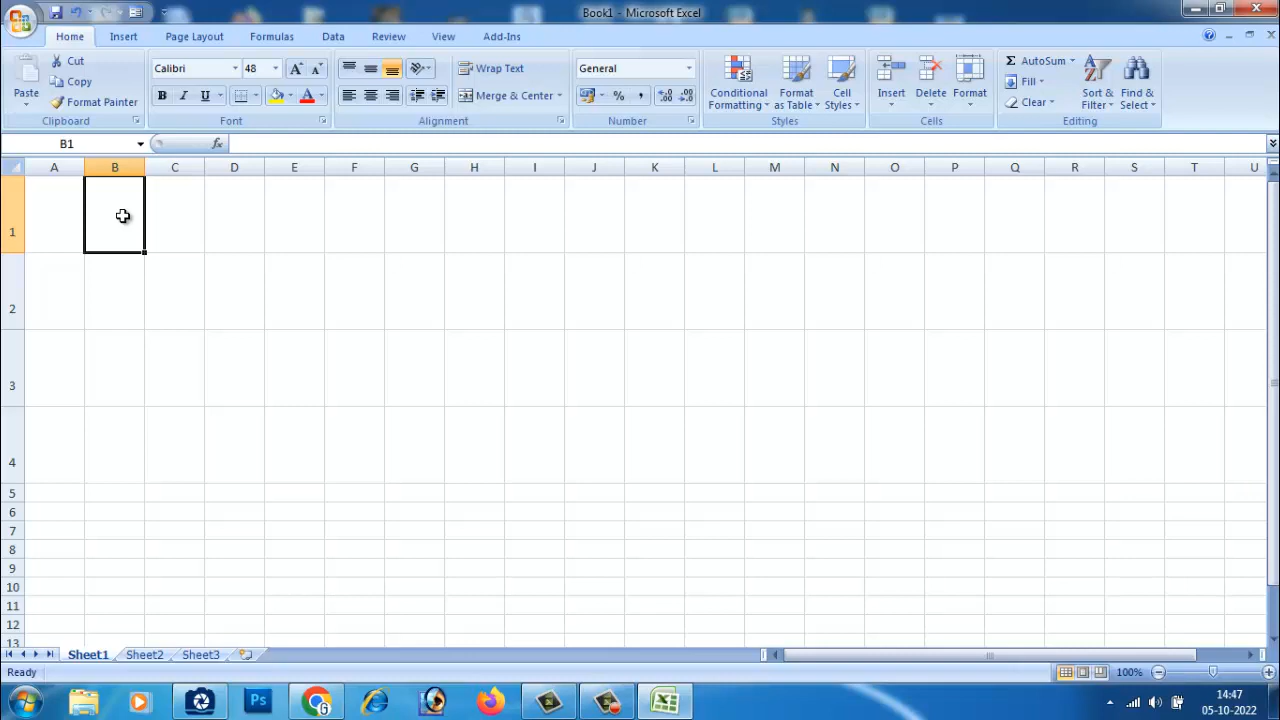 Book1 - Microsoft Excel
Home Insert Page Layout Formulas Data Review View Add-Ins
Cut
Copy
Format Painter
Paste
Clipboard
Calibri 48
B I U
Font
Wrap Text
Merge & Center
Alignment
General
% ,
Number
Conditional Formatting
Format as Table
Cell Styles
Styles
Insert Delete Format
Cells
Σ AutoSum
Fill
Clear
Sort & Filter
Find & Select
Editing
B1 fx
A B C D E F G H I J K L M N O P Q R S T U
1
2
3
4
5
6
7
8
9
10
11
12
13
Sheet1 Sheet2 Sheet3
Ready 100%
Ps
14:47
05-10-2022